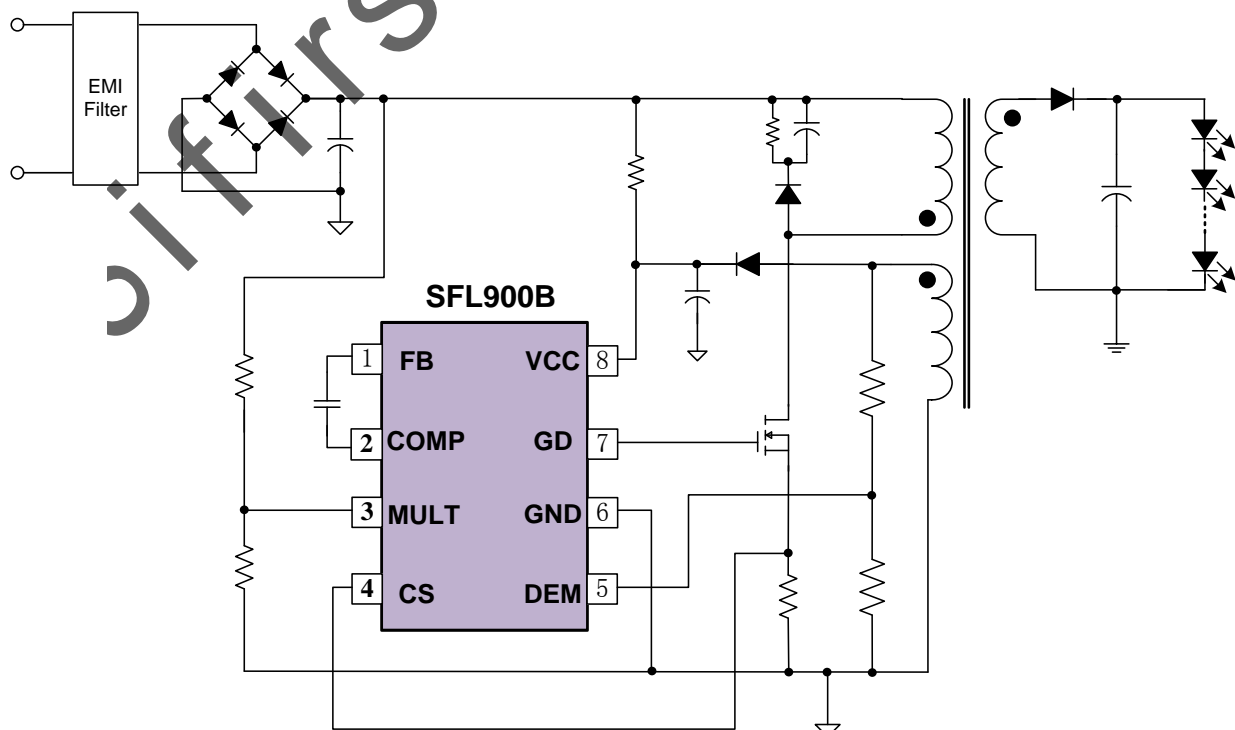 EMI
Filter
SFL900B
1 FB VCC 8
2 COMP GD 7
3 MULT GND 6
4 CS DEM 5